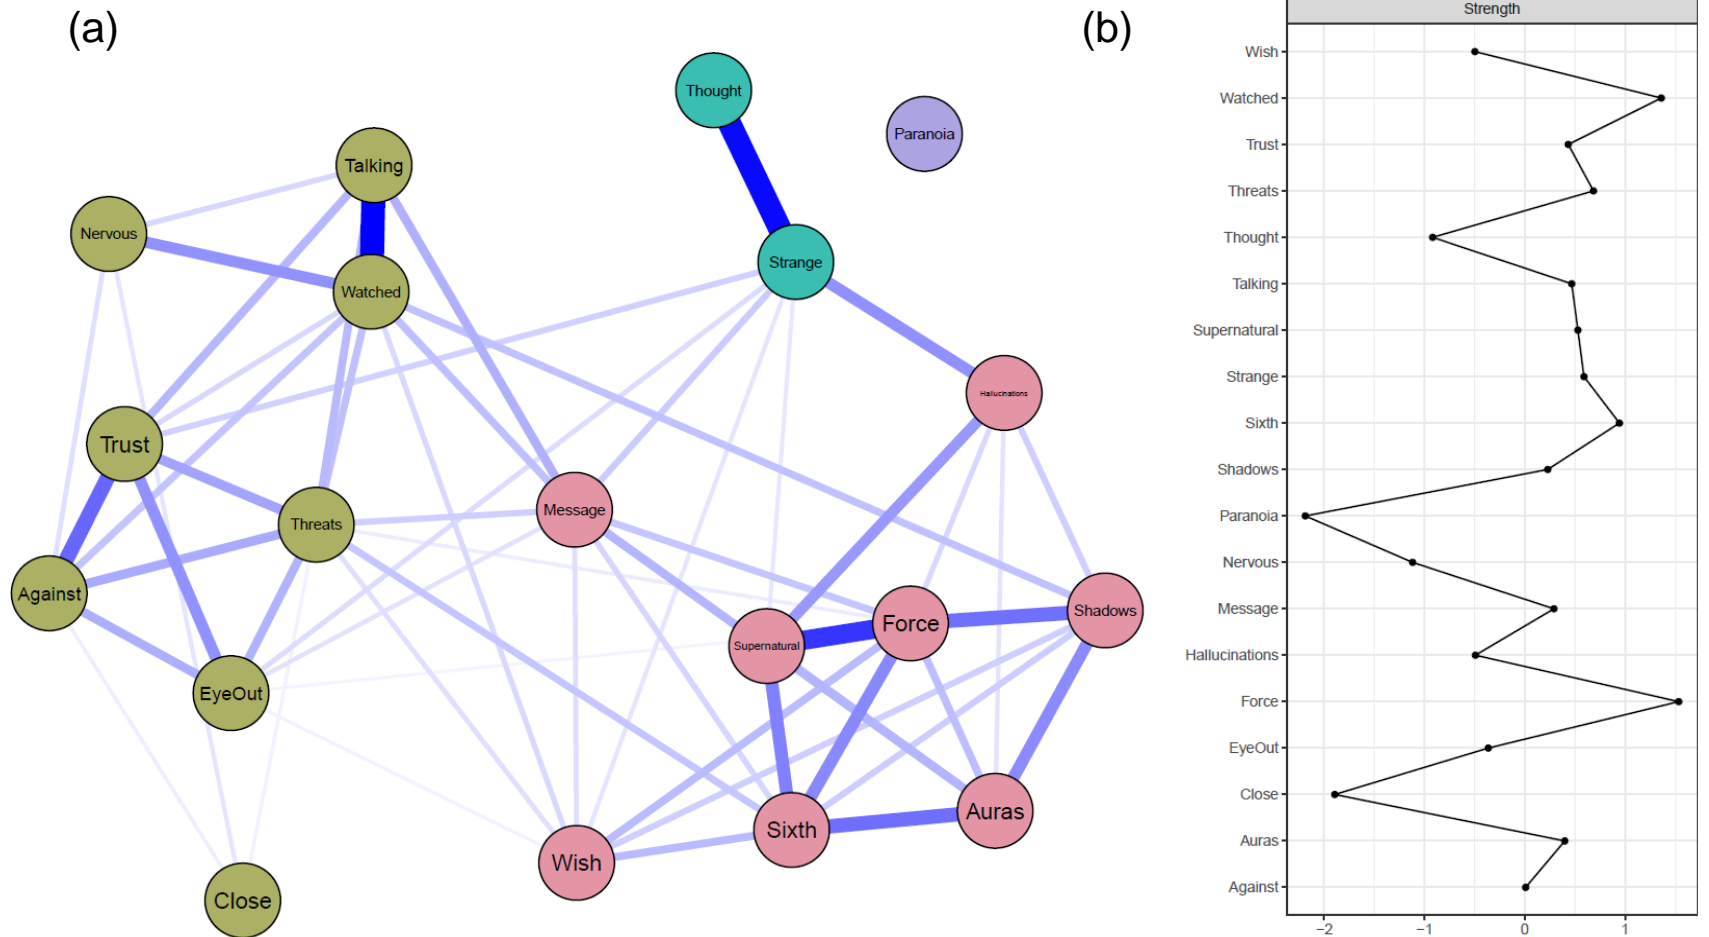 (a)
Thought
Paranoia
Talking
Nervous
Strange
Watched
Hallucinations
Trust
Message
Threats
Against
Shadows
Force
Supernatural
EyeOut
Auras
Sixth
Wish
Close
(b)
Strength
Wish
Watched
Trust
Threats
Thought
Talking
Supernatural
Strange
Sixth
Shadows
Paranoia
Nervous
Message
Hallucinations
Force
EyeOut
Close
Auras
Against
−2 −1 0 1